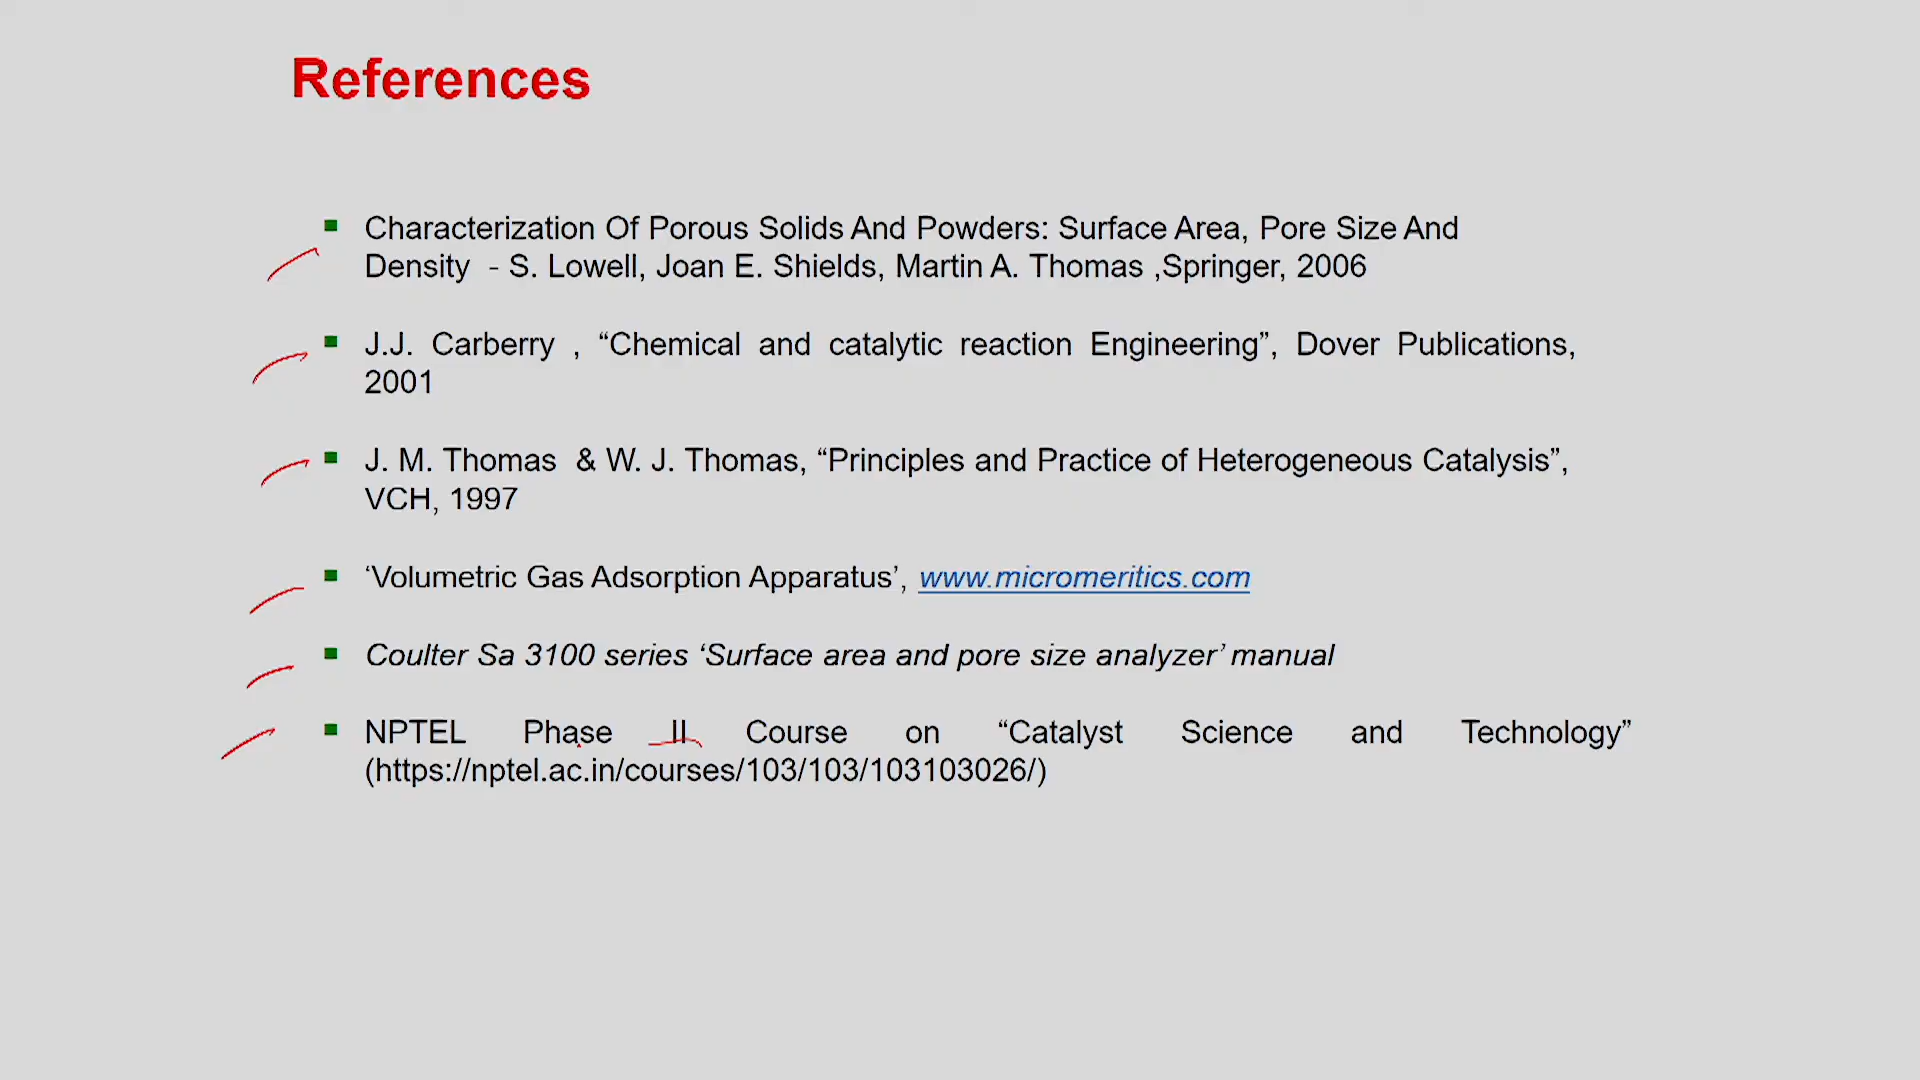 References
Characterization Of Porous Solids And Powders: Surface Area, Pore Size And
Density - S. Lowell, Joan E. Shields, Martin A. Thomas ,Springer, 2006
J.J. Carberry , “Chemical and catalytic reaction Engineering”, Dover Publications,
2001
J. M. Thomas & W. J. Thomas, “Principles and Practice of Heterogeneous Catalysis”,
VCH, 1997
‘Volumetric Gas Adsorption Apparatus’, www.micromeritics.com
Coulter Sa 3100 series ‘Surface area and pore size analyzer’ manual
NPTEL Phase II Course on “Catalyst Science and Technology”
(https://nptel.ac.in/courses/103/103/103103026/)